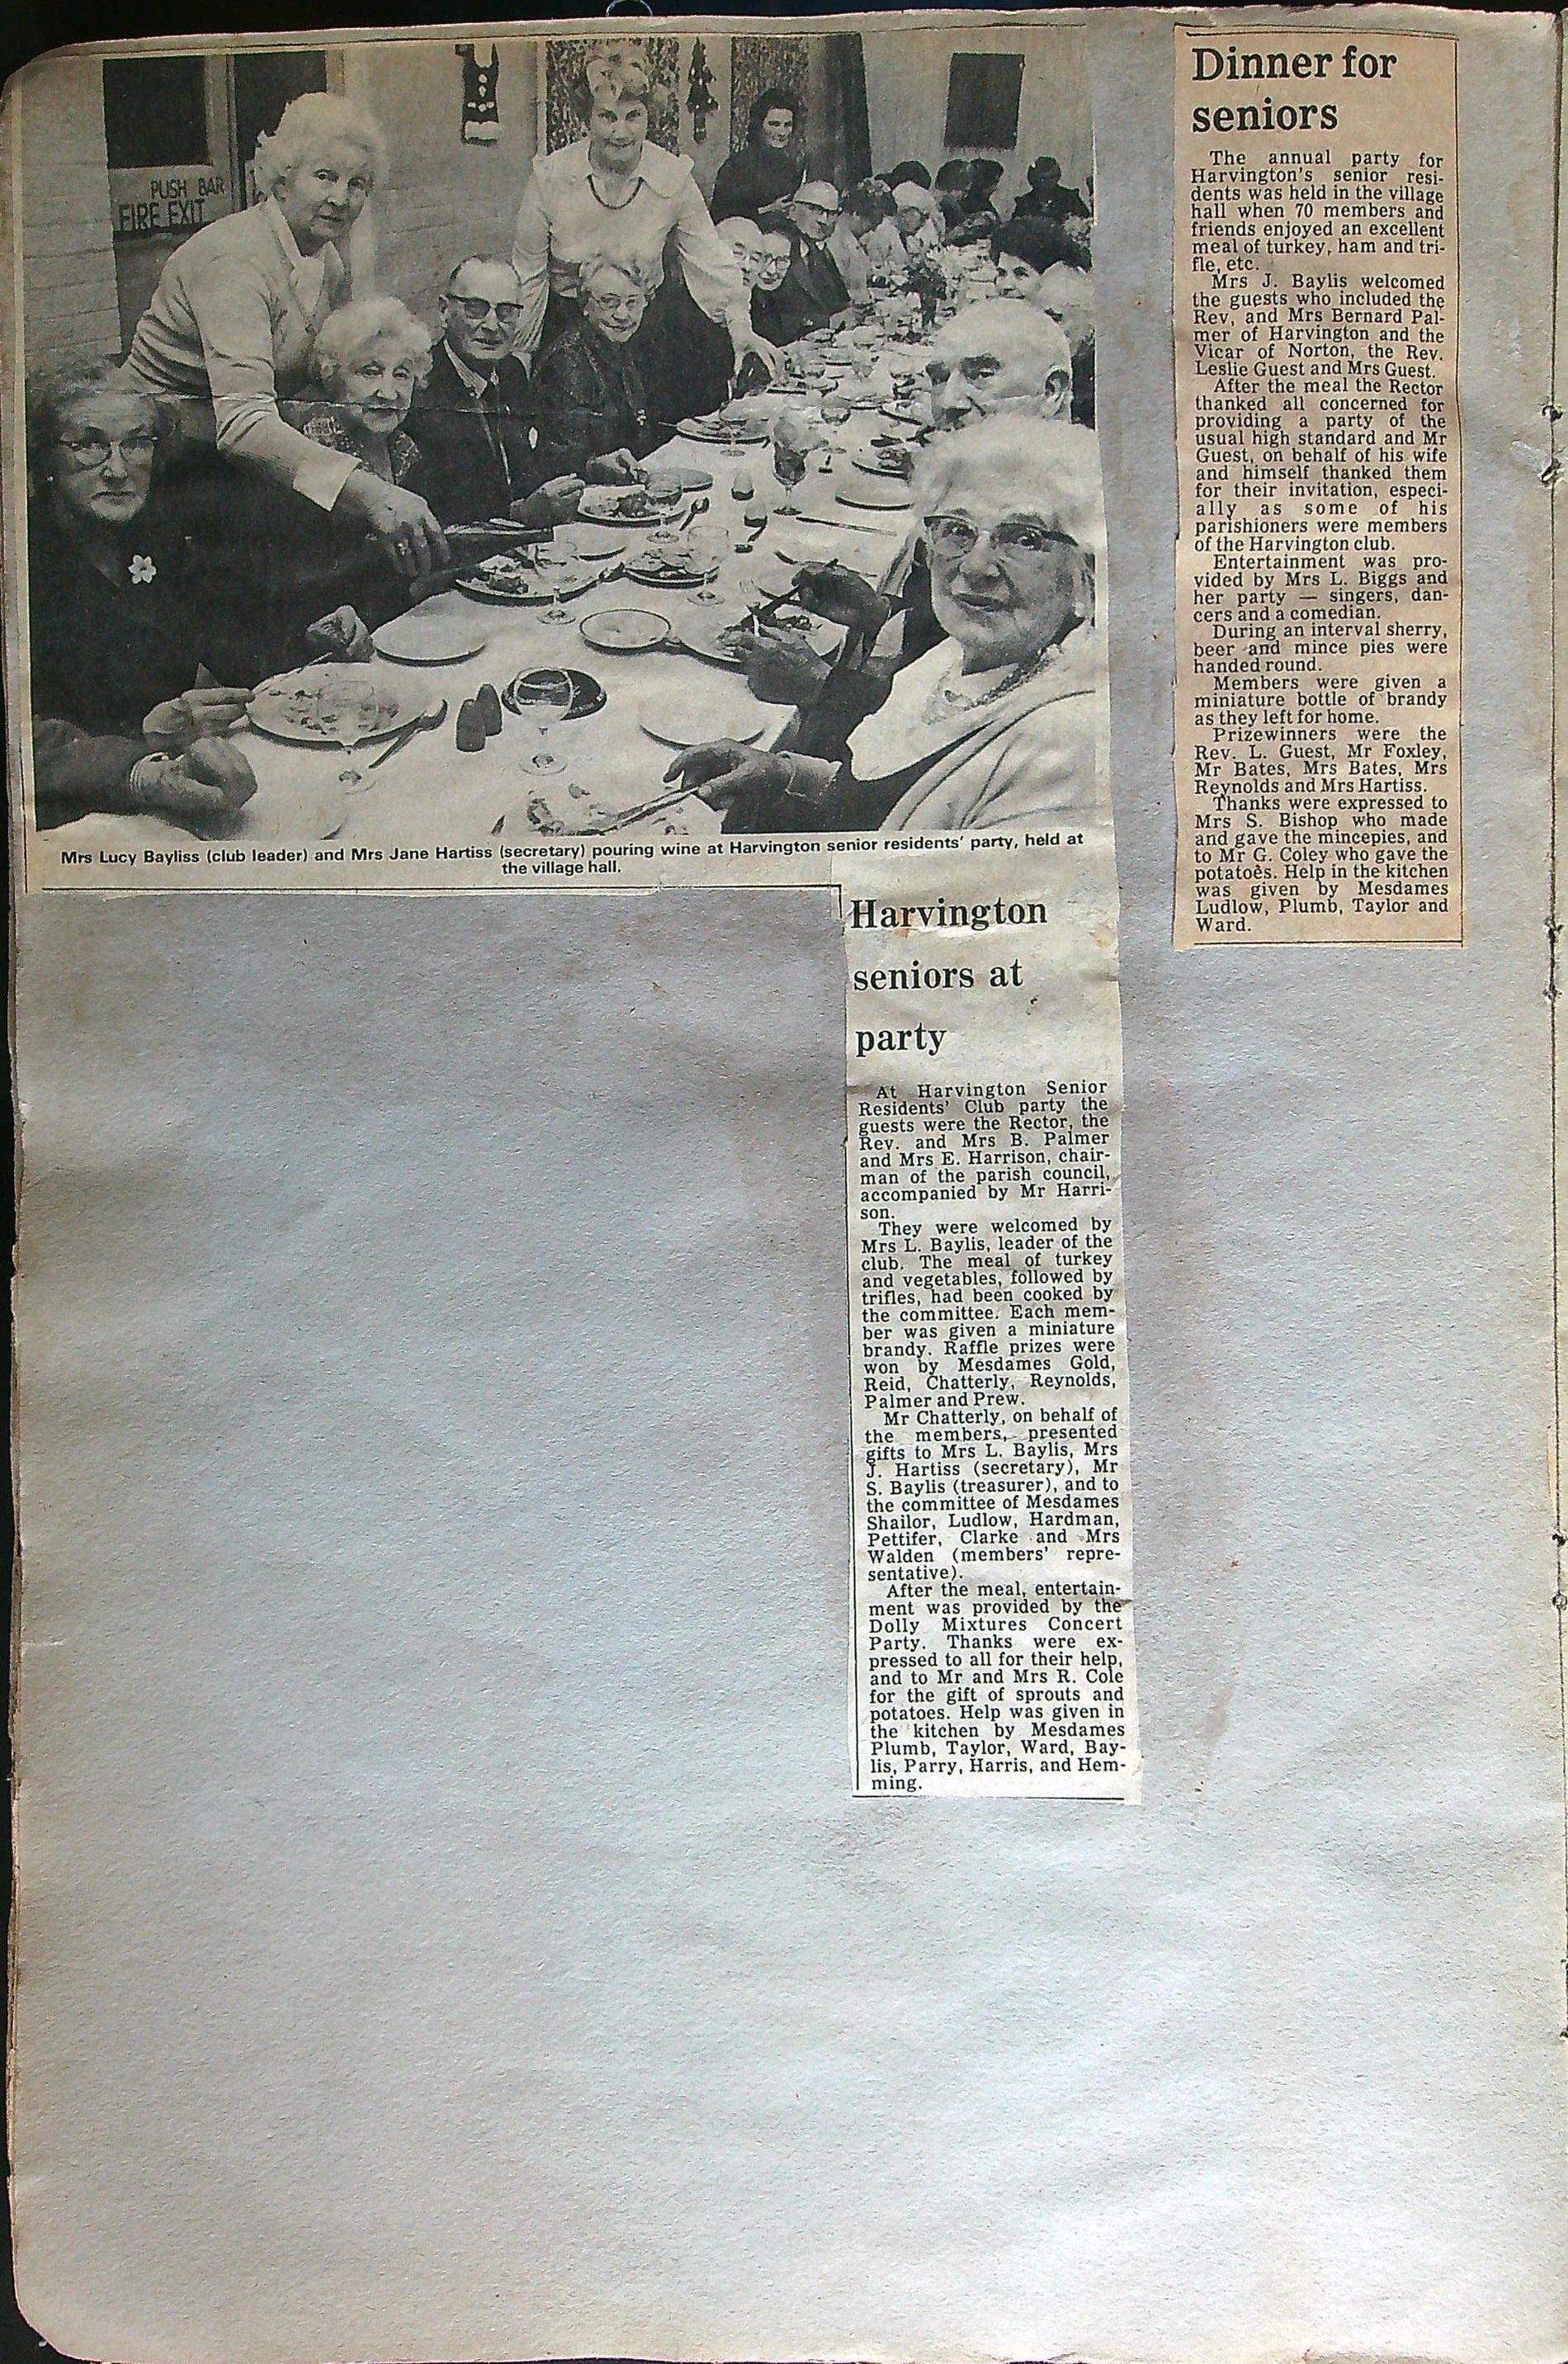 PUSH BAR
FIRE EXIT
Mrs Lucy Bayliss (club leader) and Mrs Jane Hartiss (secretary) pouring wine at Harvington senior residents' party, held at
the village hall.
Harvington
seniors at
party
At Harvington Senior
Residents' Club party the
guests were the Rector, the
Rev. and Mrs B. Palmer
and Mrs E. Harrison, chair-
man of the parish council,
accompanied by Mr Harri-
son.
They were welcomed by
Mrs L. Baylis, leader of the
club. The meal of turkey
and vegetables, followed by
trifles, had been cooked by
the committee. Each mem-
ber was given a miniature
brandy. Raffle prizes were
won by Mesdames Gold,
Reid, Chatterly, Reynolds,
Palmer and Prew.
Mr Chatterly, on behalf of
the members, presented
gifts to Mrs L. Baylis, Mrs
J. Hartiss (secretary), Mr
S. Baylis (treasurer), and to
the committee of Mesdames
Shailor, Ludlow, Hardman,
Pettifer, Clarke and Mrs
Walden (members' repre-
sentative).
After the meal, entertain-
ment was provided by the
Dolly Mixtures Concert
Party. Thanks were ex-
pressed to all for their help,
and to Mr and Mrs R. Cole
for the gift of sprouts and
potatoes. Help was given in
the kitchen by Mesdames
Plumb, Taylor, Ward, Bay-
lis, Parry, Harris, and Hem-
ming.
Dinner for
seniors
The annual party for
Harvington's senior resi-
dents was held in the village
hall when 70 members and
friends enjoyed an excellent
meal of turkey, ham and tri-
fle, etc.
Mrs J. Baylis welcomed
the guests who included the
Rev, and Mrs Bernard Pal-
mer of Harvington and the
Vicar of Norton, the Rev.
Leslie Guest and Mrs Guest.
After the meal the Rector
thanked all concerned for
providing a party of the
usual high standard and Mr
Guest, on behalf of his wife
and himself thanked them
for their invitation, especi-
ally as some of his
parishioners were members
of the Harvington club.
Entertainment was pro-
vided by Mrs L. Biggs and
her party — singers, dan-
cers and a comedian.
During an interval sherry,
beer and mince pies were
handed round.
Members were given a
miniature bottle of brandy
as they left for home.
Prizewinners were the
Rev. L. Guest, Mr Foxley,
Mr Bates, Mrs Bates, Mrs
Reynolds and Mrs Hartiss.
Thanks were expressed to
Mrs S. Bishop who made
and gave the mincepies, and
to Mr G. Coley who gave the
potatoes. Help in the kitchen
was given by Mesdames
Ludlow, Plumb, Taylor and
Ward.